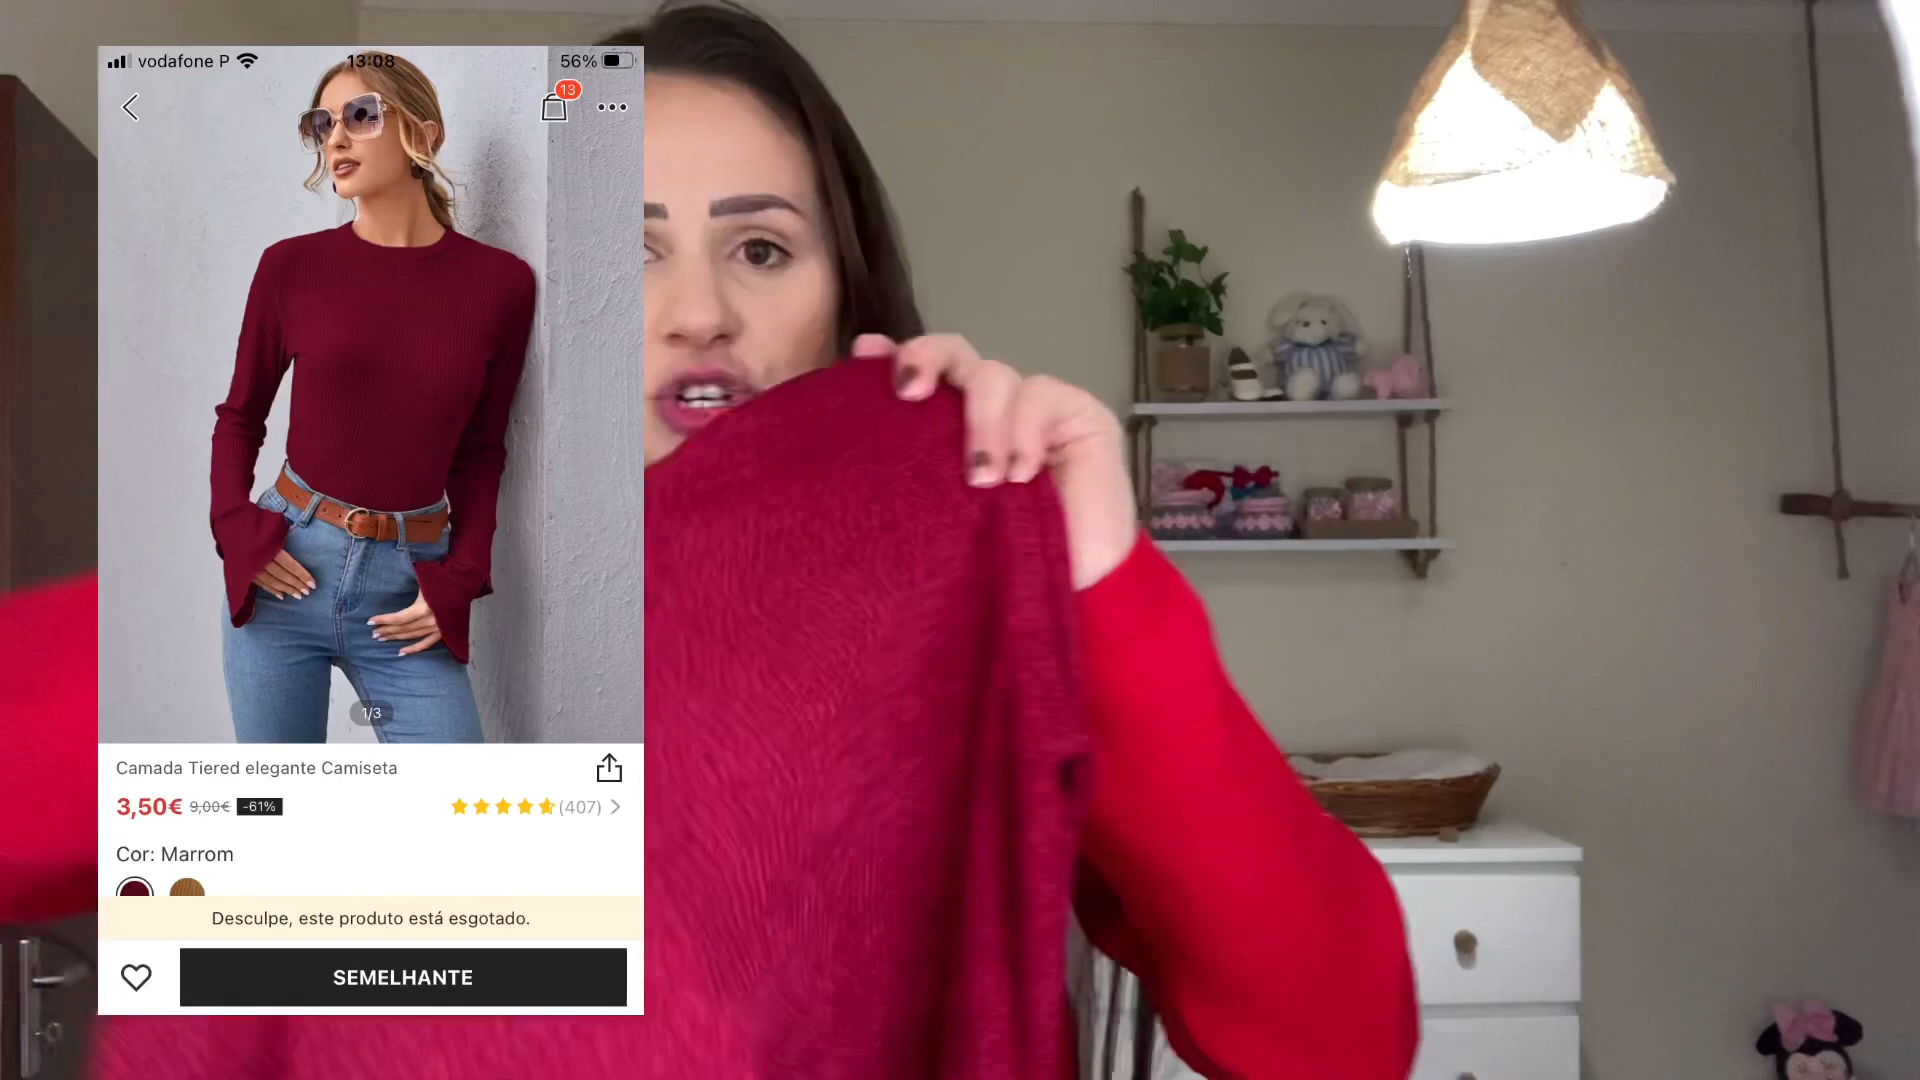 vodafone P 13:08 56%
13
1/3
Camada Tiered elegante Camiseta
3,50€ 9,00€ -61% (407)
Cor: Marrom
Desculpe, este produto está esgotado.
SEMELHANTE